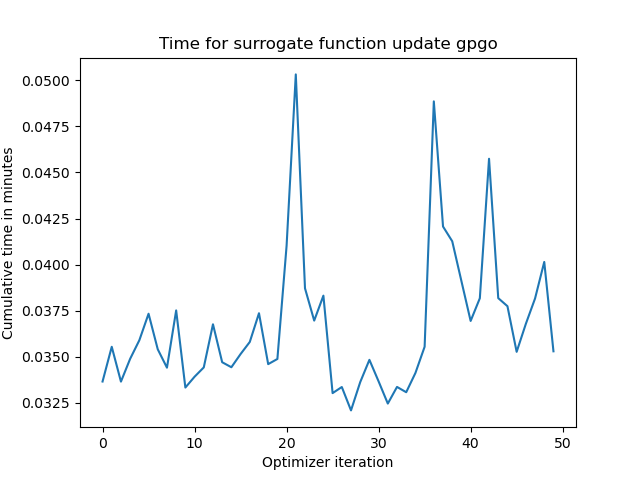 Time for surrogate function update gpgo
Cumulative time in minutes
0.0500
0.0475
0.0450
0.0425
0.0400
0.0375
0.0350
0.0325
0 10 20 30 40 50
Optimizer iteration